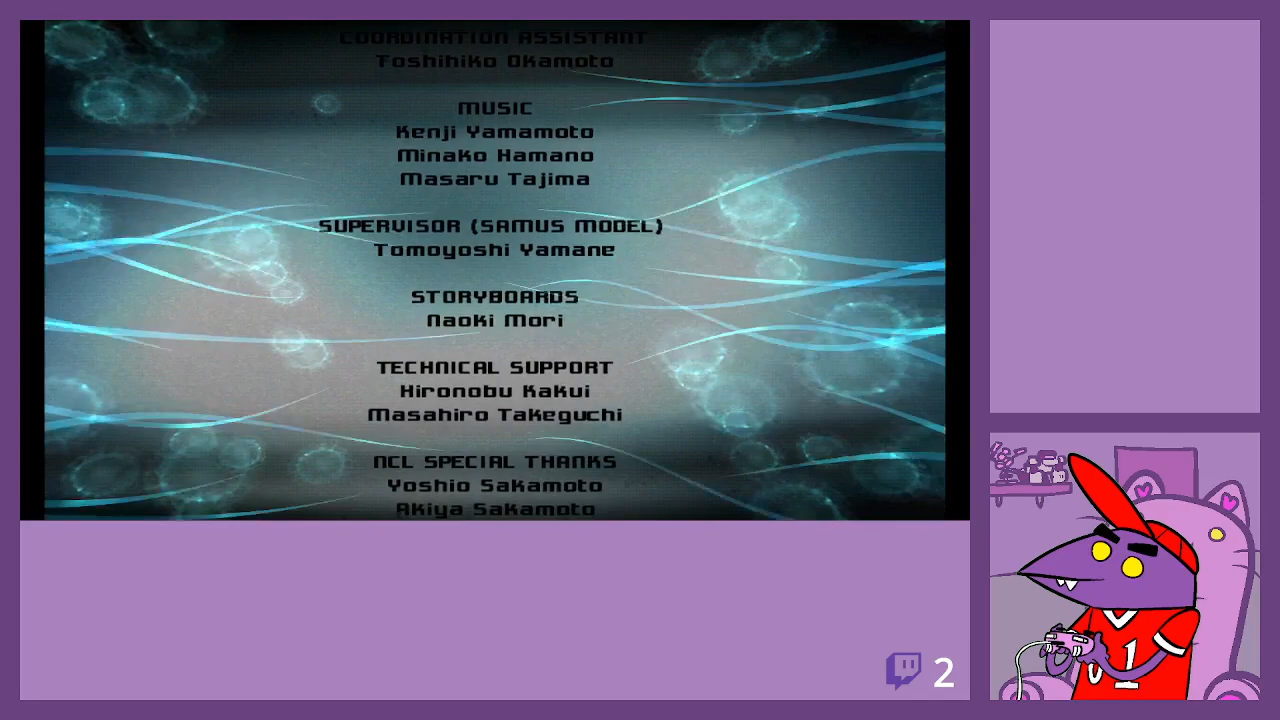 COORDINATION ASSISTANT
Toshihiko Okamoto
MUSIC
Kenji Yamamoto
Minako Hamano
Masaru Tajima
SUPERVISOR (SAMUS MODEL)
Tomoyoshi Yamane
STORYBOARDS
Naoki Mori
TECHNICAL SUPPORT
Hironobu Kakui
Masahiro Takeguchi
NCL SPECIAL THANKS
Yoshio Sakamoto
Akiya Sakamoto
2
1